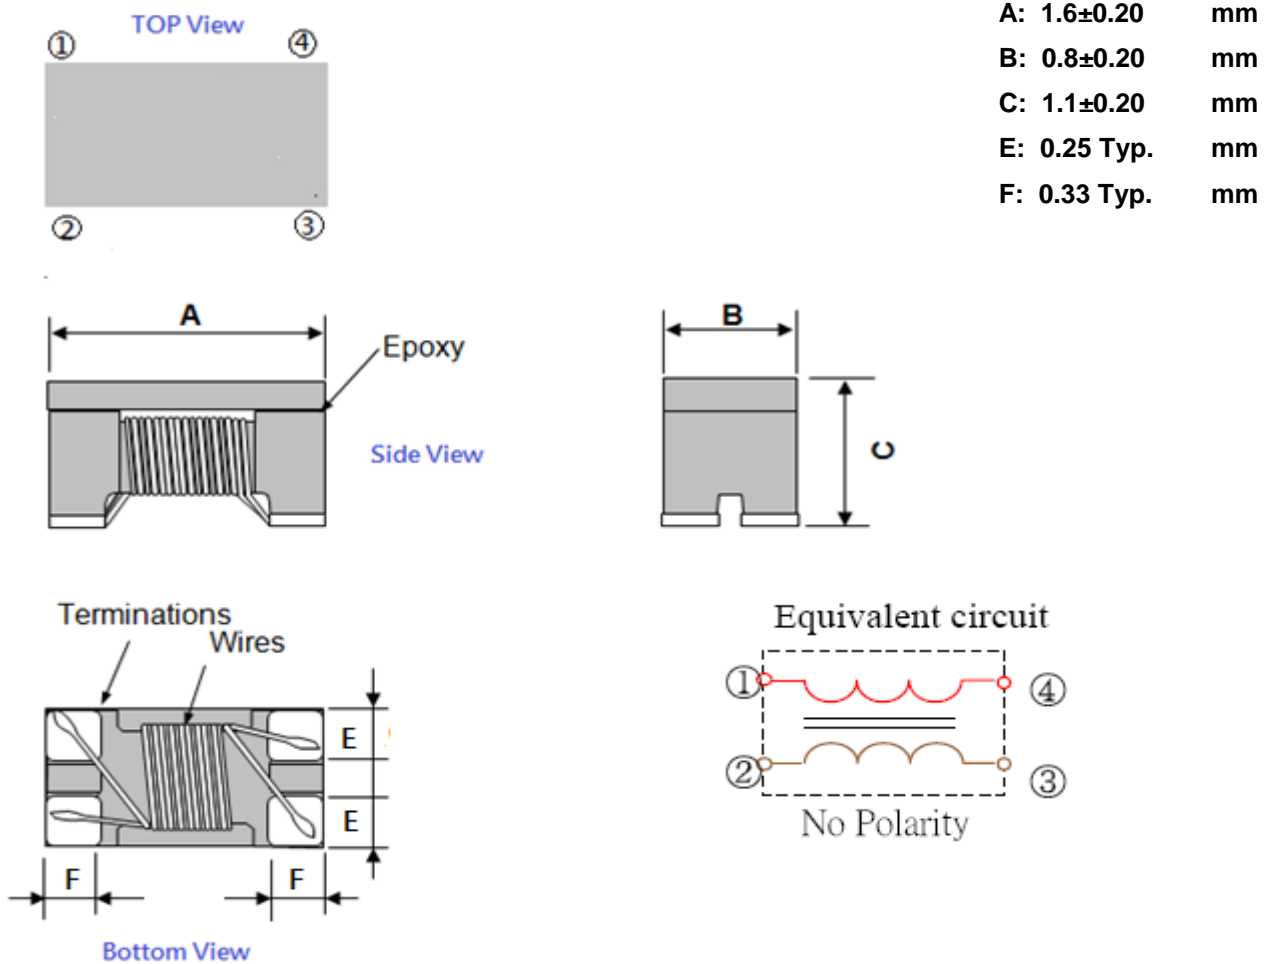 TOP View
① ④
② ③
A: 1.6±0.20 mm
B: 0.8±0.20 mm
C: 1.1±0.20 mm
E: 0.25 Typ. mm
F: 0.33 Typ. mm
A
Epoxy
Side View
B
C
Terminations
Wires
E
E
F F
Bottom View
Equivalent circuit
① ④
② ③
No Polarity